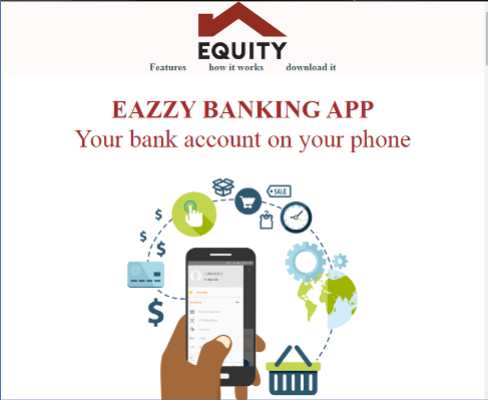 EQUITY
Features how it works download it
EAZZY BANKING APP
Your bank account on your phone
SALE
$
$
$
$